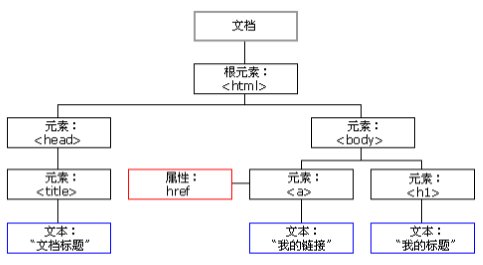 文档
根元素：
<html>
元素：
<head>
元素：
<body>
元素：
<title>
属性：
href
元素：
<a>
元素：
<h1>
文本：
“文档标题”
文本：
“我的链接”
文本：
“我的标题”